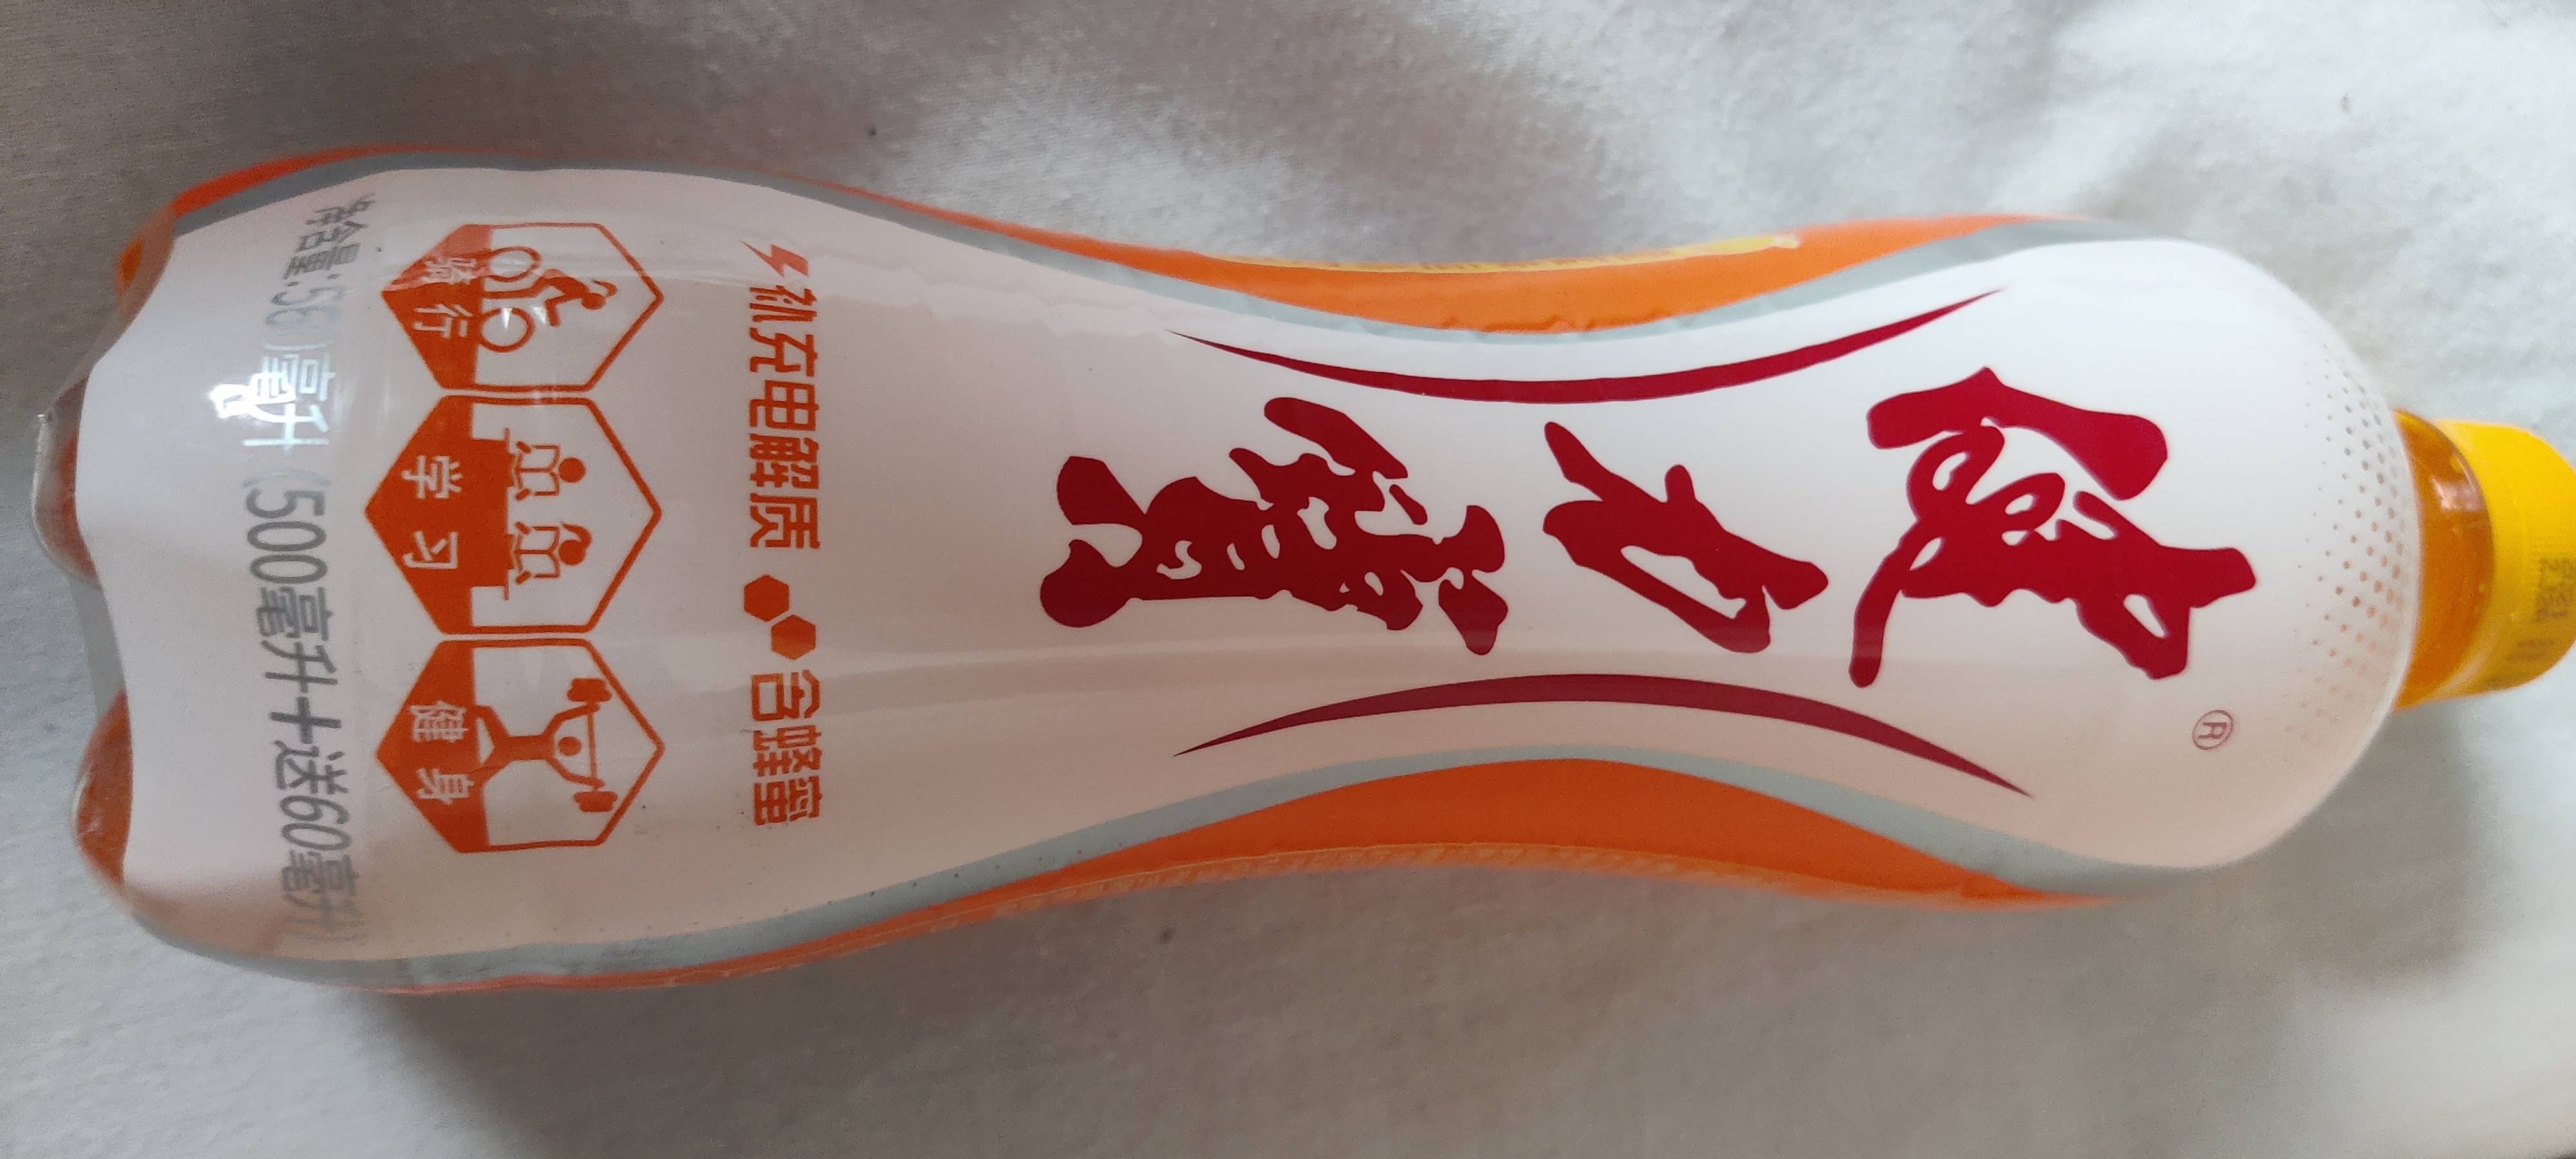 ®
健
力
寶
补充电解质 含蜂蜜
骑行
学习
健身
净含量:560毫升(500毫升+送60毫升)